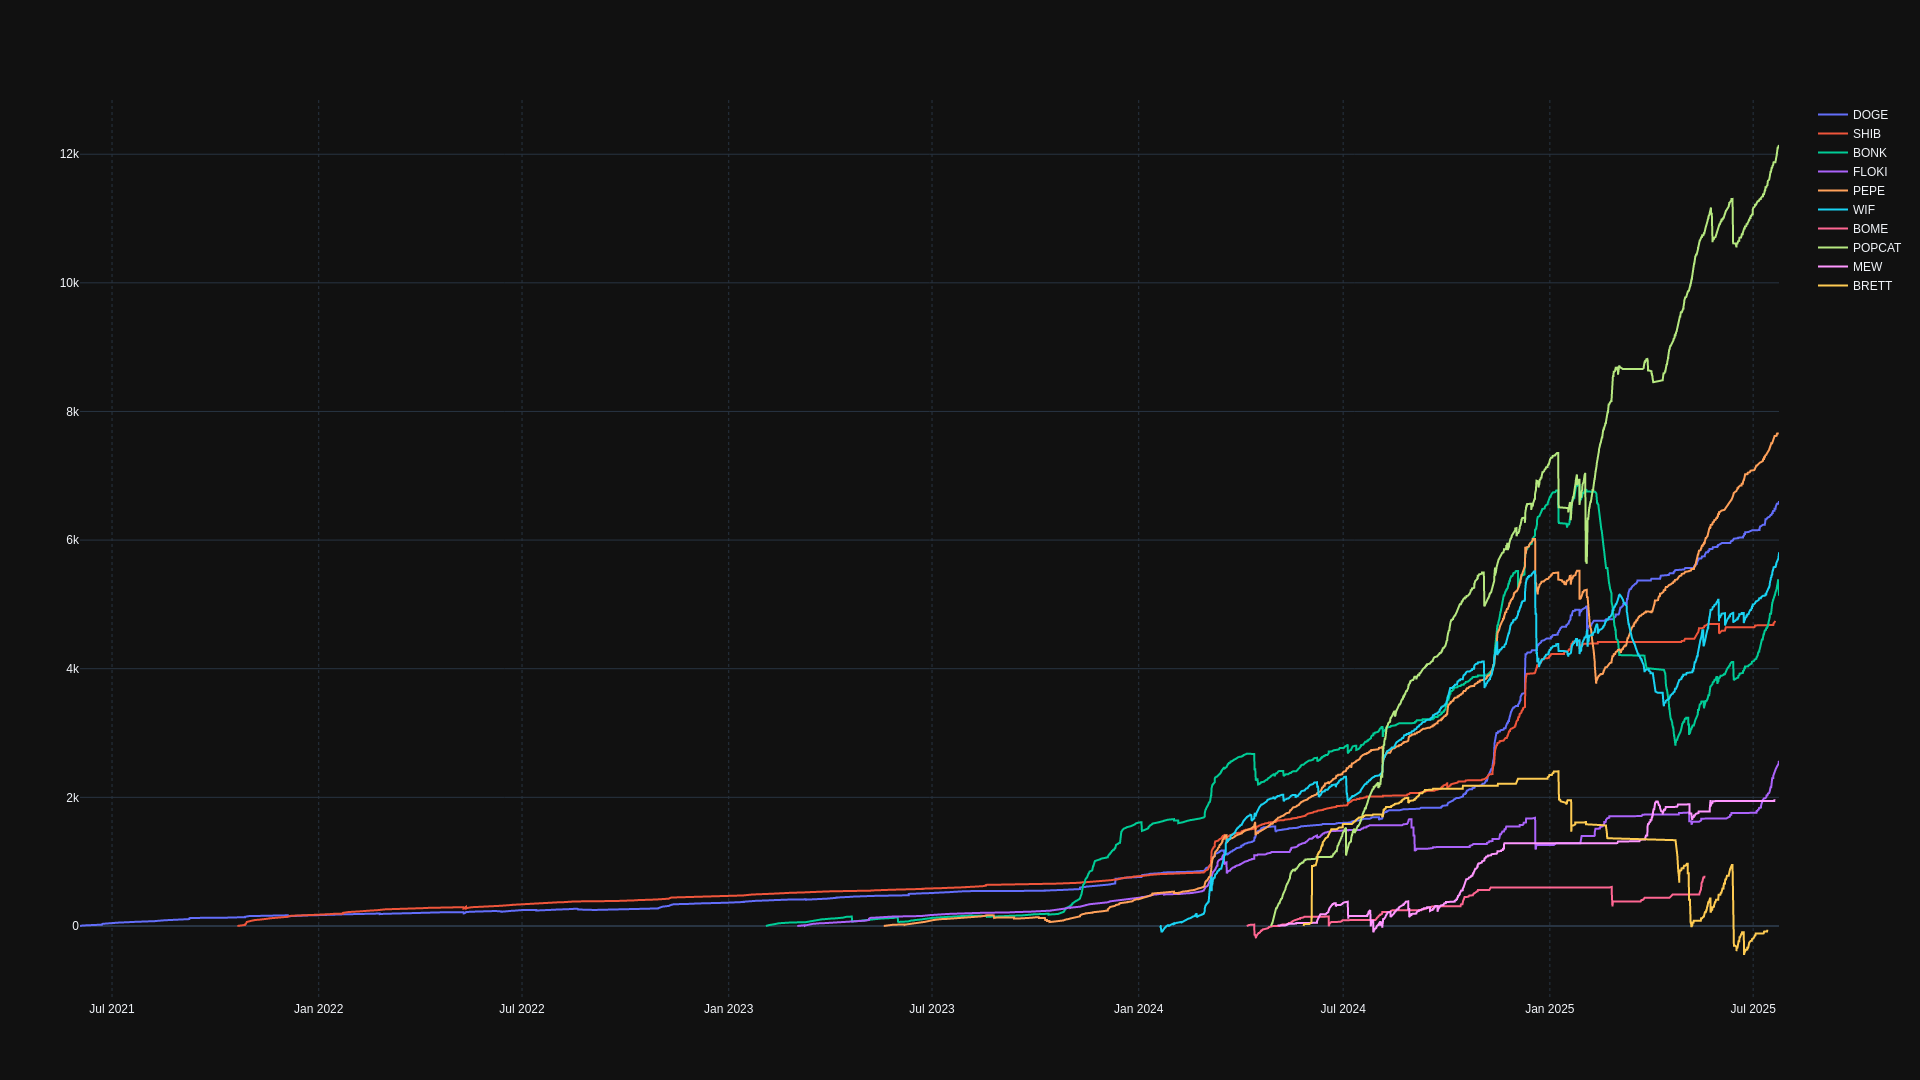 12k
10k
8k
6k
4k
2k
0
Jul 2021
Jan 2022
Jul 2022
Jan 2023
Jul 2023
Jan 2024
Jul 2024
Jan 2025
Jul 2025
DOGE
SHIB
BONK
FLOKI
PEPE
WIF
BOME
POPCAT
MEW
BRETT